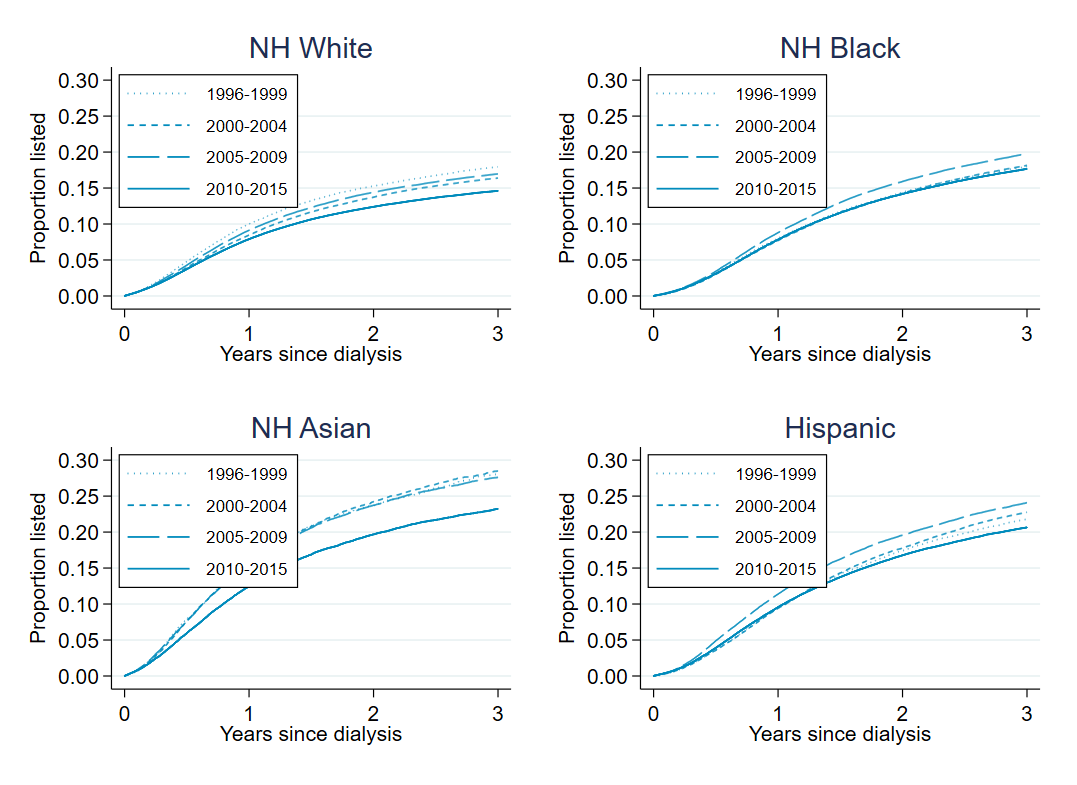 NH White
0.30
0.25
0.20
0.15
0.10
0.05
0.00
Proportion listed
1996-1999
2000-2004
2005-2009
2010-2015
0 1 2 3
Years since dialysis
NH Black
0.30
0.25
0.20
0.15
0.10
0.05
0.00
Proportion listed
1996-1999
2000-2004
2005-2009
2010-2015
0 1 2 3
Years since dialysis
NH Asian
0.30
0.25
0.20
0.15
0.10
0.05
0.00
Proportion listed
1996-1999
2000-2004
2005-2009
2010-2015
0 1 2 3
Years since dialysis
Hispanic
0.30
0.25
0.20
0.15
0.10
0.05
0.00
Proportion listed
1996-1999
2000-2004
2005-2009
2010-2015
0 1 2 3
Years since dialysis